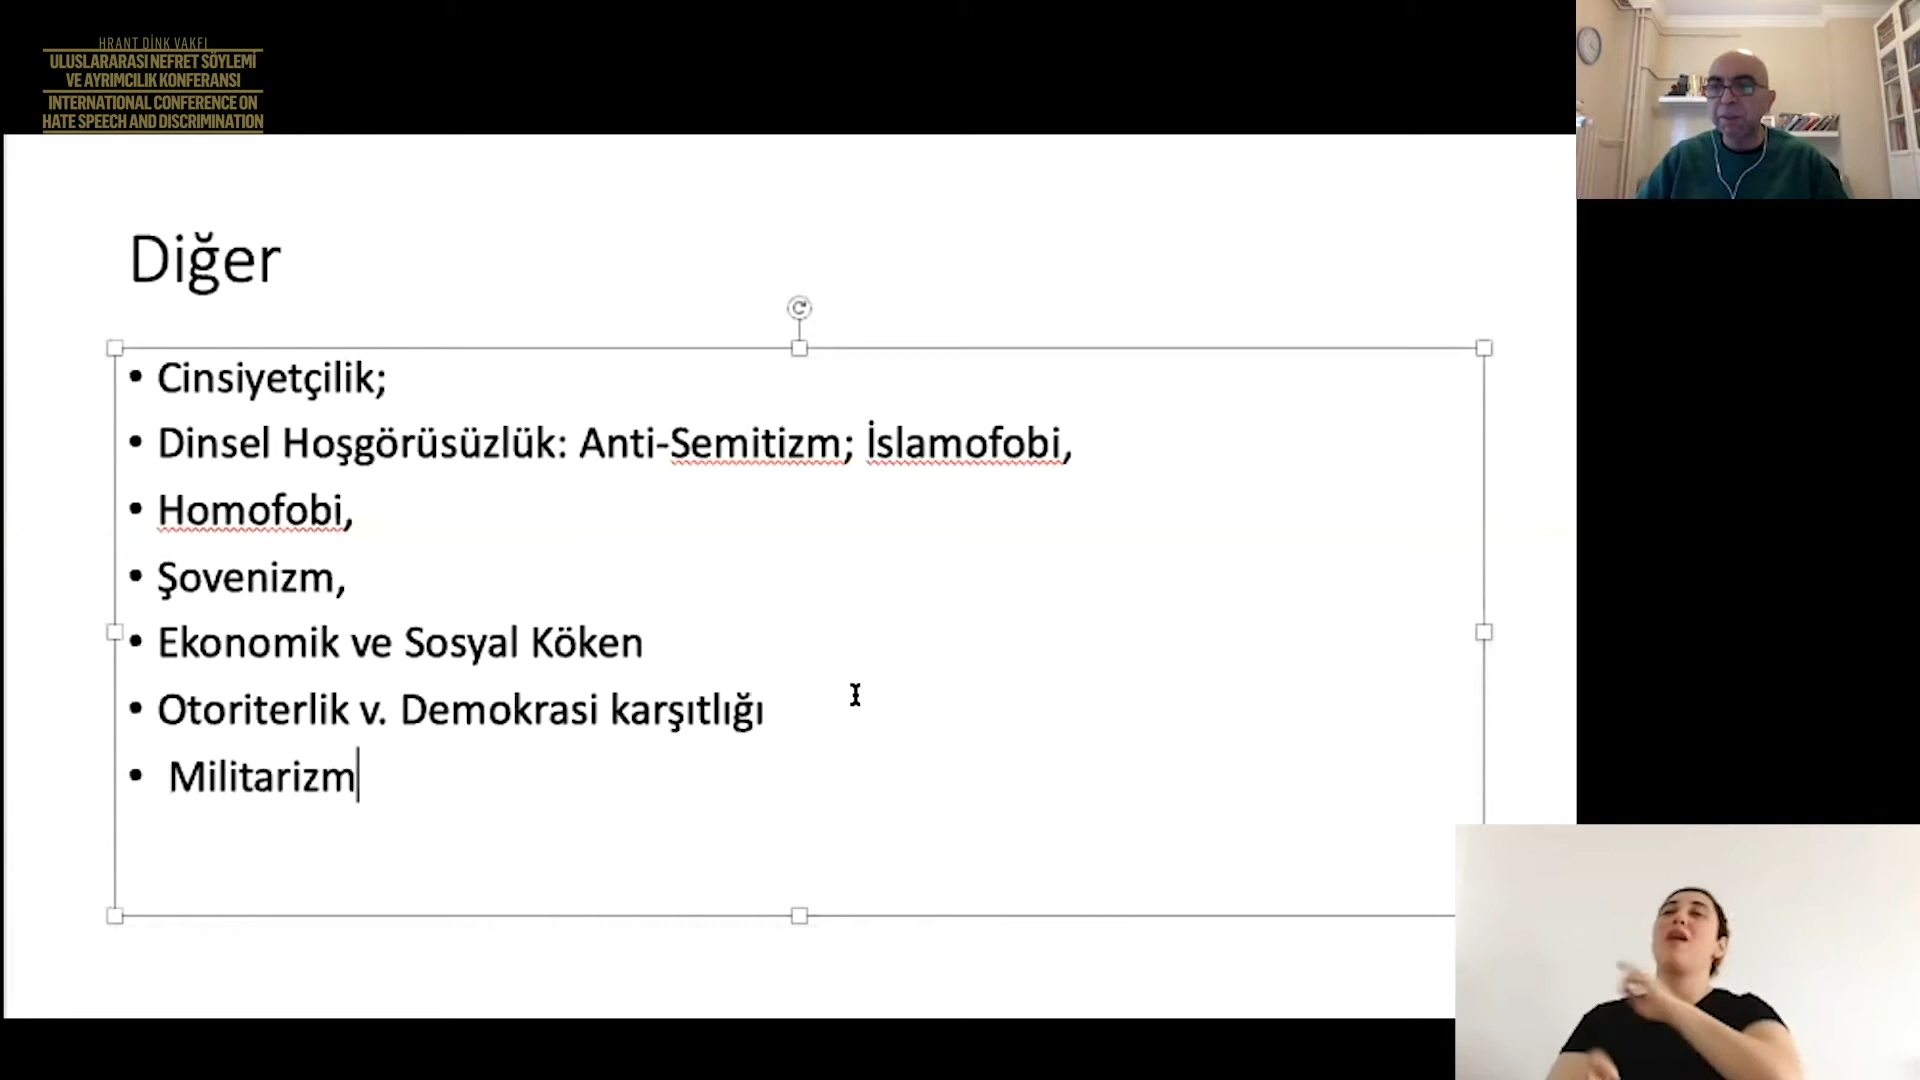 HRANT DİNK VAKFI
ULUSLARARASI NEFRET SÖYLEMİ
VE AYRIMCILIK KONFERANSI
INTERNATIONAL CONFERENCE ON
HATE SPEECH AND DISCRIMINATION
Diğer
• Cinsiyetçilik;
• Dinsel Hoşgörüsüzlük: Anti-Semitizm; İslamofobi,
• Homofobi,
• Şovenizm,
• Ekonomik ve Sosyal Köken
• Otoriterlik v. Demokrasi karşıtlığı
• Militarizm